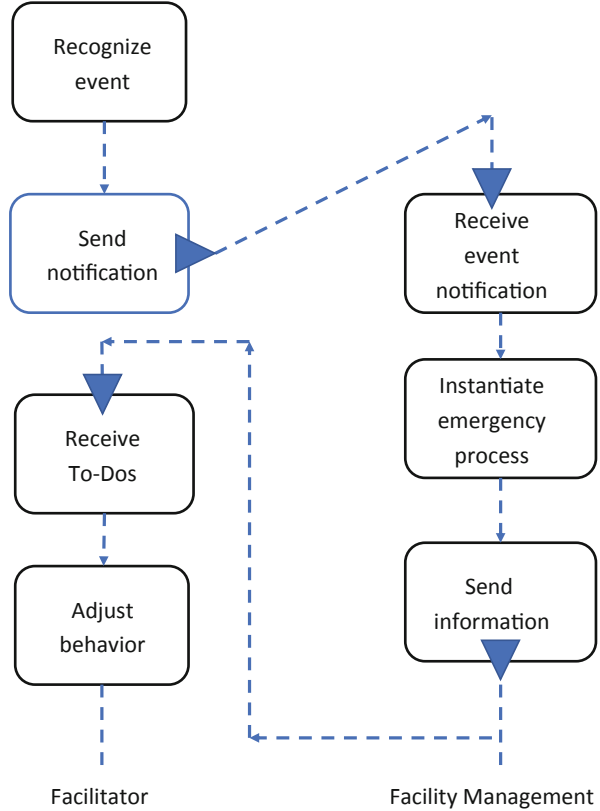 Recognize
event
Send
notification
Receive
event
notification
Instantiate
emergency
process
Send
information
Receive
To-Dos
Adjust
behavior
Facilitator
Facility Management